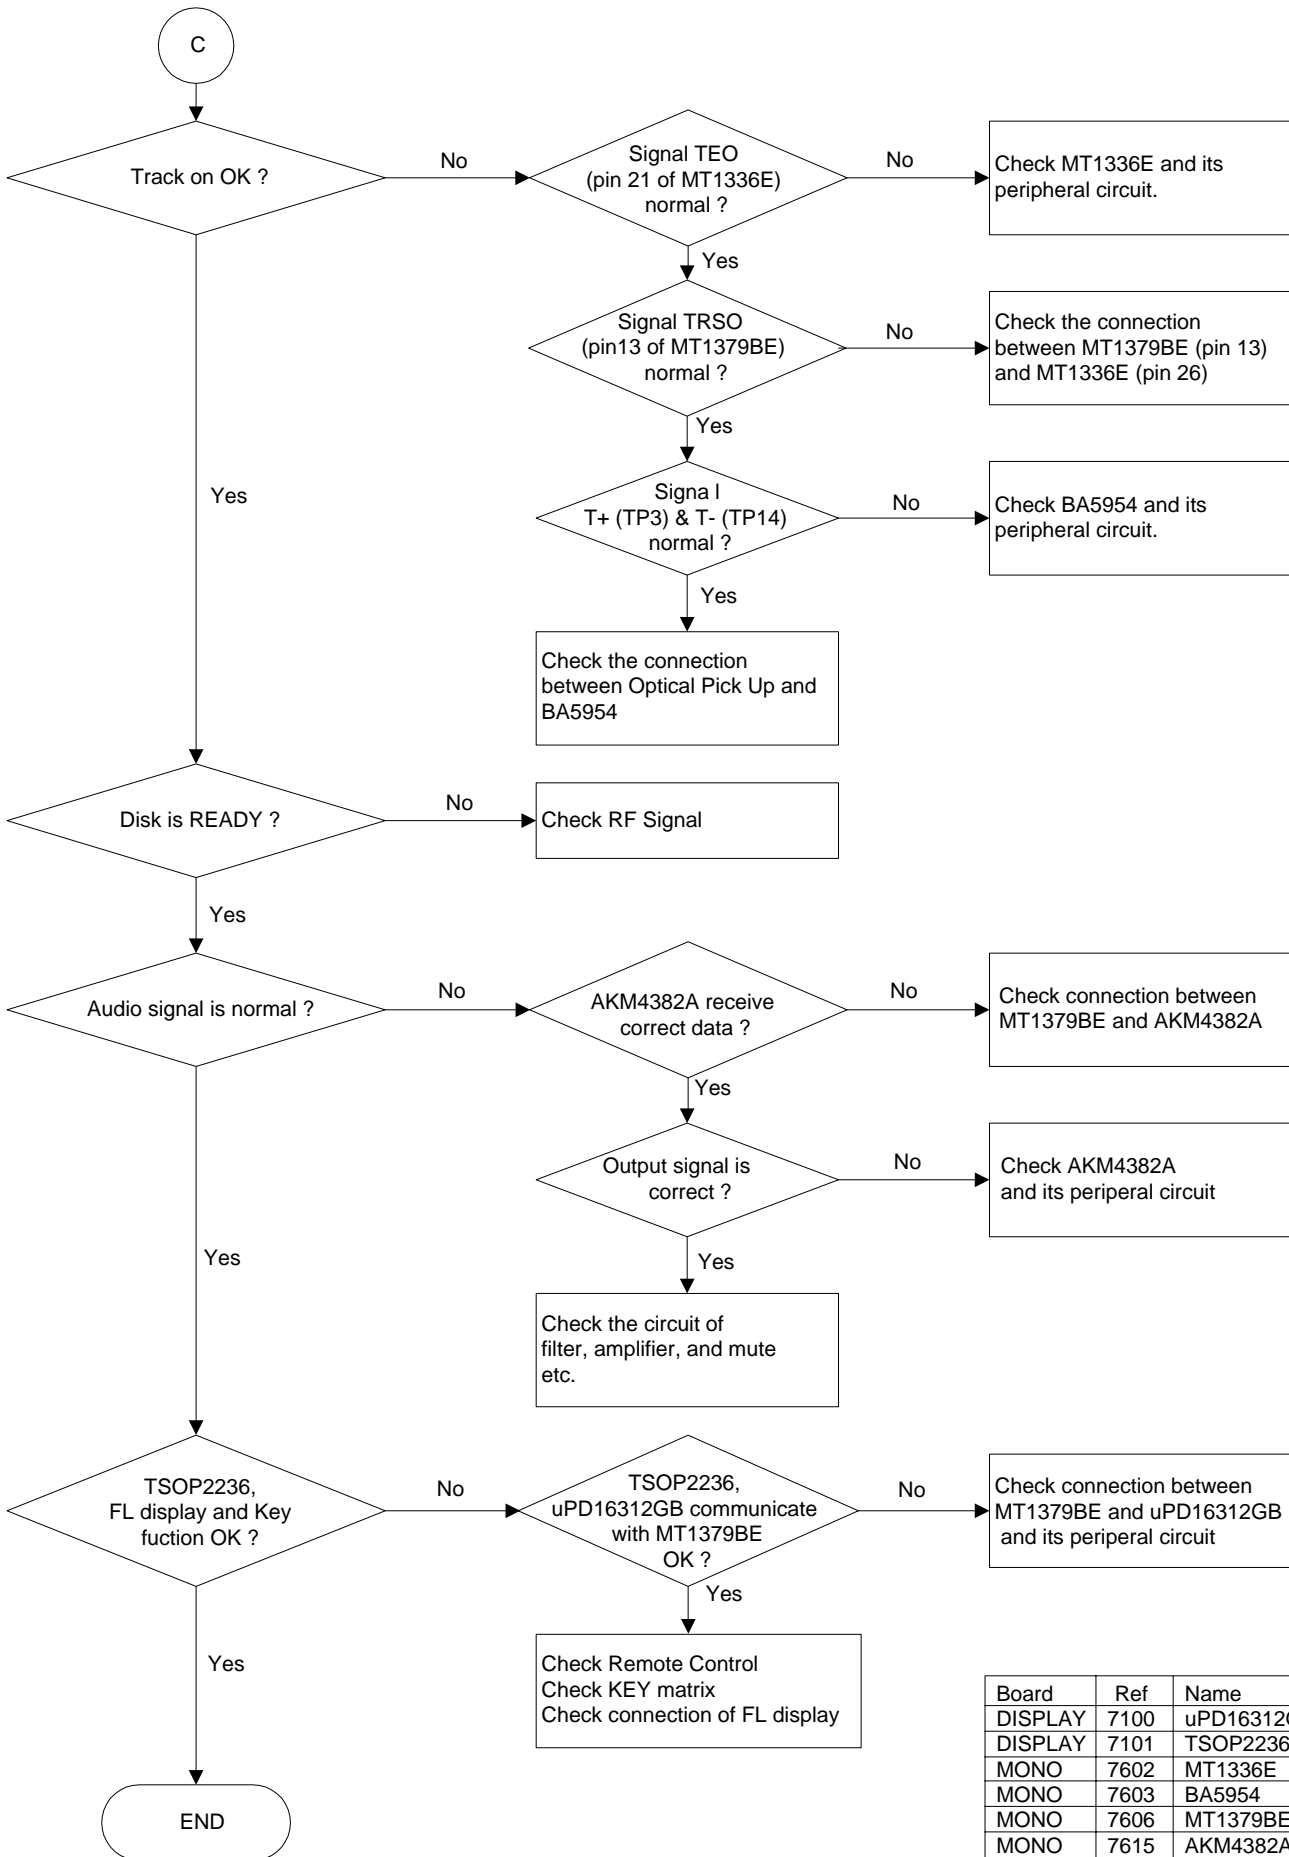 C
Track on OK ?
No
Signal TEO
(pin 21 of MT1336E)
normal ?
No
Check MT1336E and its
peripheral circuit.
Yes
Signal TRSO
(pin13 of MT1379BE)
normal ?
No
Check the connection
between MT1379BE (pin 13)
and MT1336E (pin 26)
Yes
Signa l
T+ (TP3) & T- (TP14)
normal ?
No
Check BA5954 and its
peripheral circuit.
Yes
Check the connection
between Optical Pick Up and
BA5954
Yes
Disk is READY ?
No
Check RF Signal
Yes
Audio signal is normal ?
No
AKM4382A receive
correct data ?
No
Check connection between
MT1379BE and AKM4382A
Yes
Output signal is
correct ?
No
Check AKM4382A
and its periperal circuit
Yes
Check the circuit of
filter, amplifier, and mute
etc.
Yes
TSOP2236,
FL display and Key
fuction OK ?
No
TSOP2236,
uPD16312GB communicate
with MT1379BE
OK ?
No
Check connection between
MT1379BE and uPD16312GB
and its periperal circuit
Yes
Check Remote Control
Check KEY matrix
Check connection of FL display
Yes
END
Board Ref Name
DISPLAY 7100 uPD16312
DISPLAY 7101 TSOP2236
MONO 7602 MT1336E
MONO 7603 BA5954
MONO 7606 MT1379BE
MONO 7615 AKM4382A